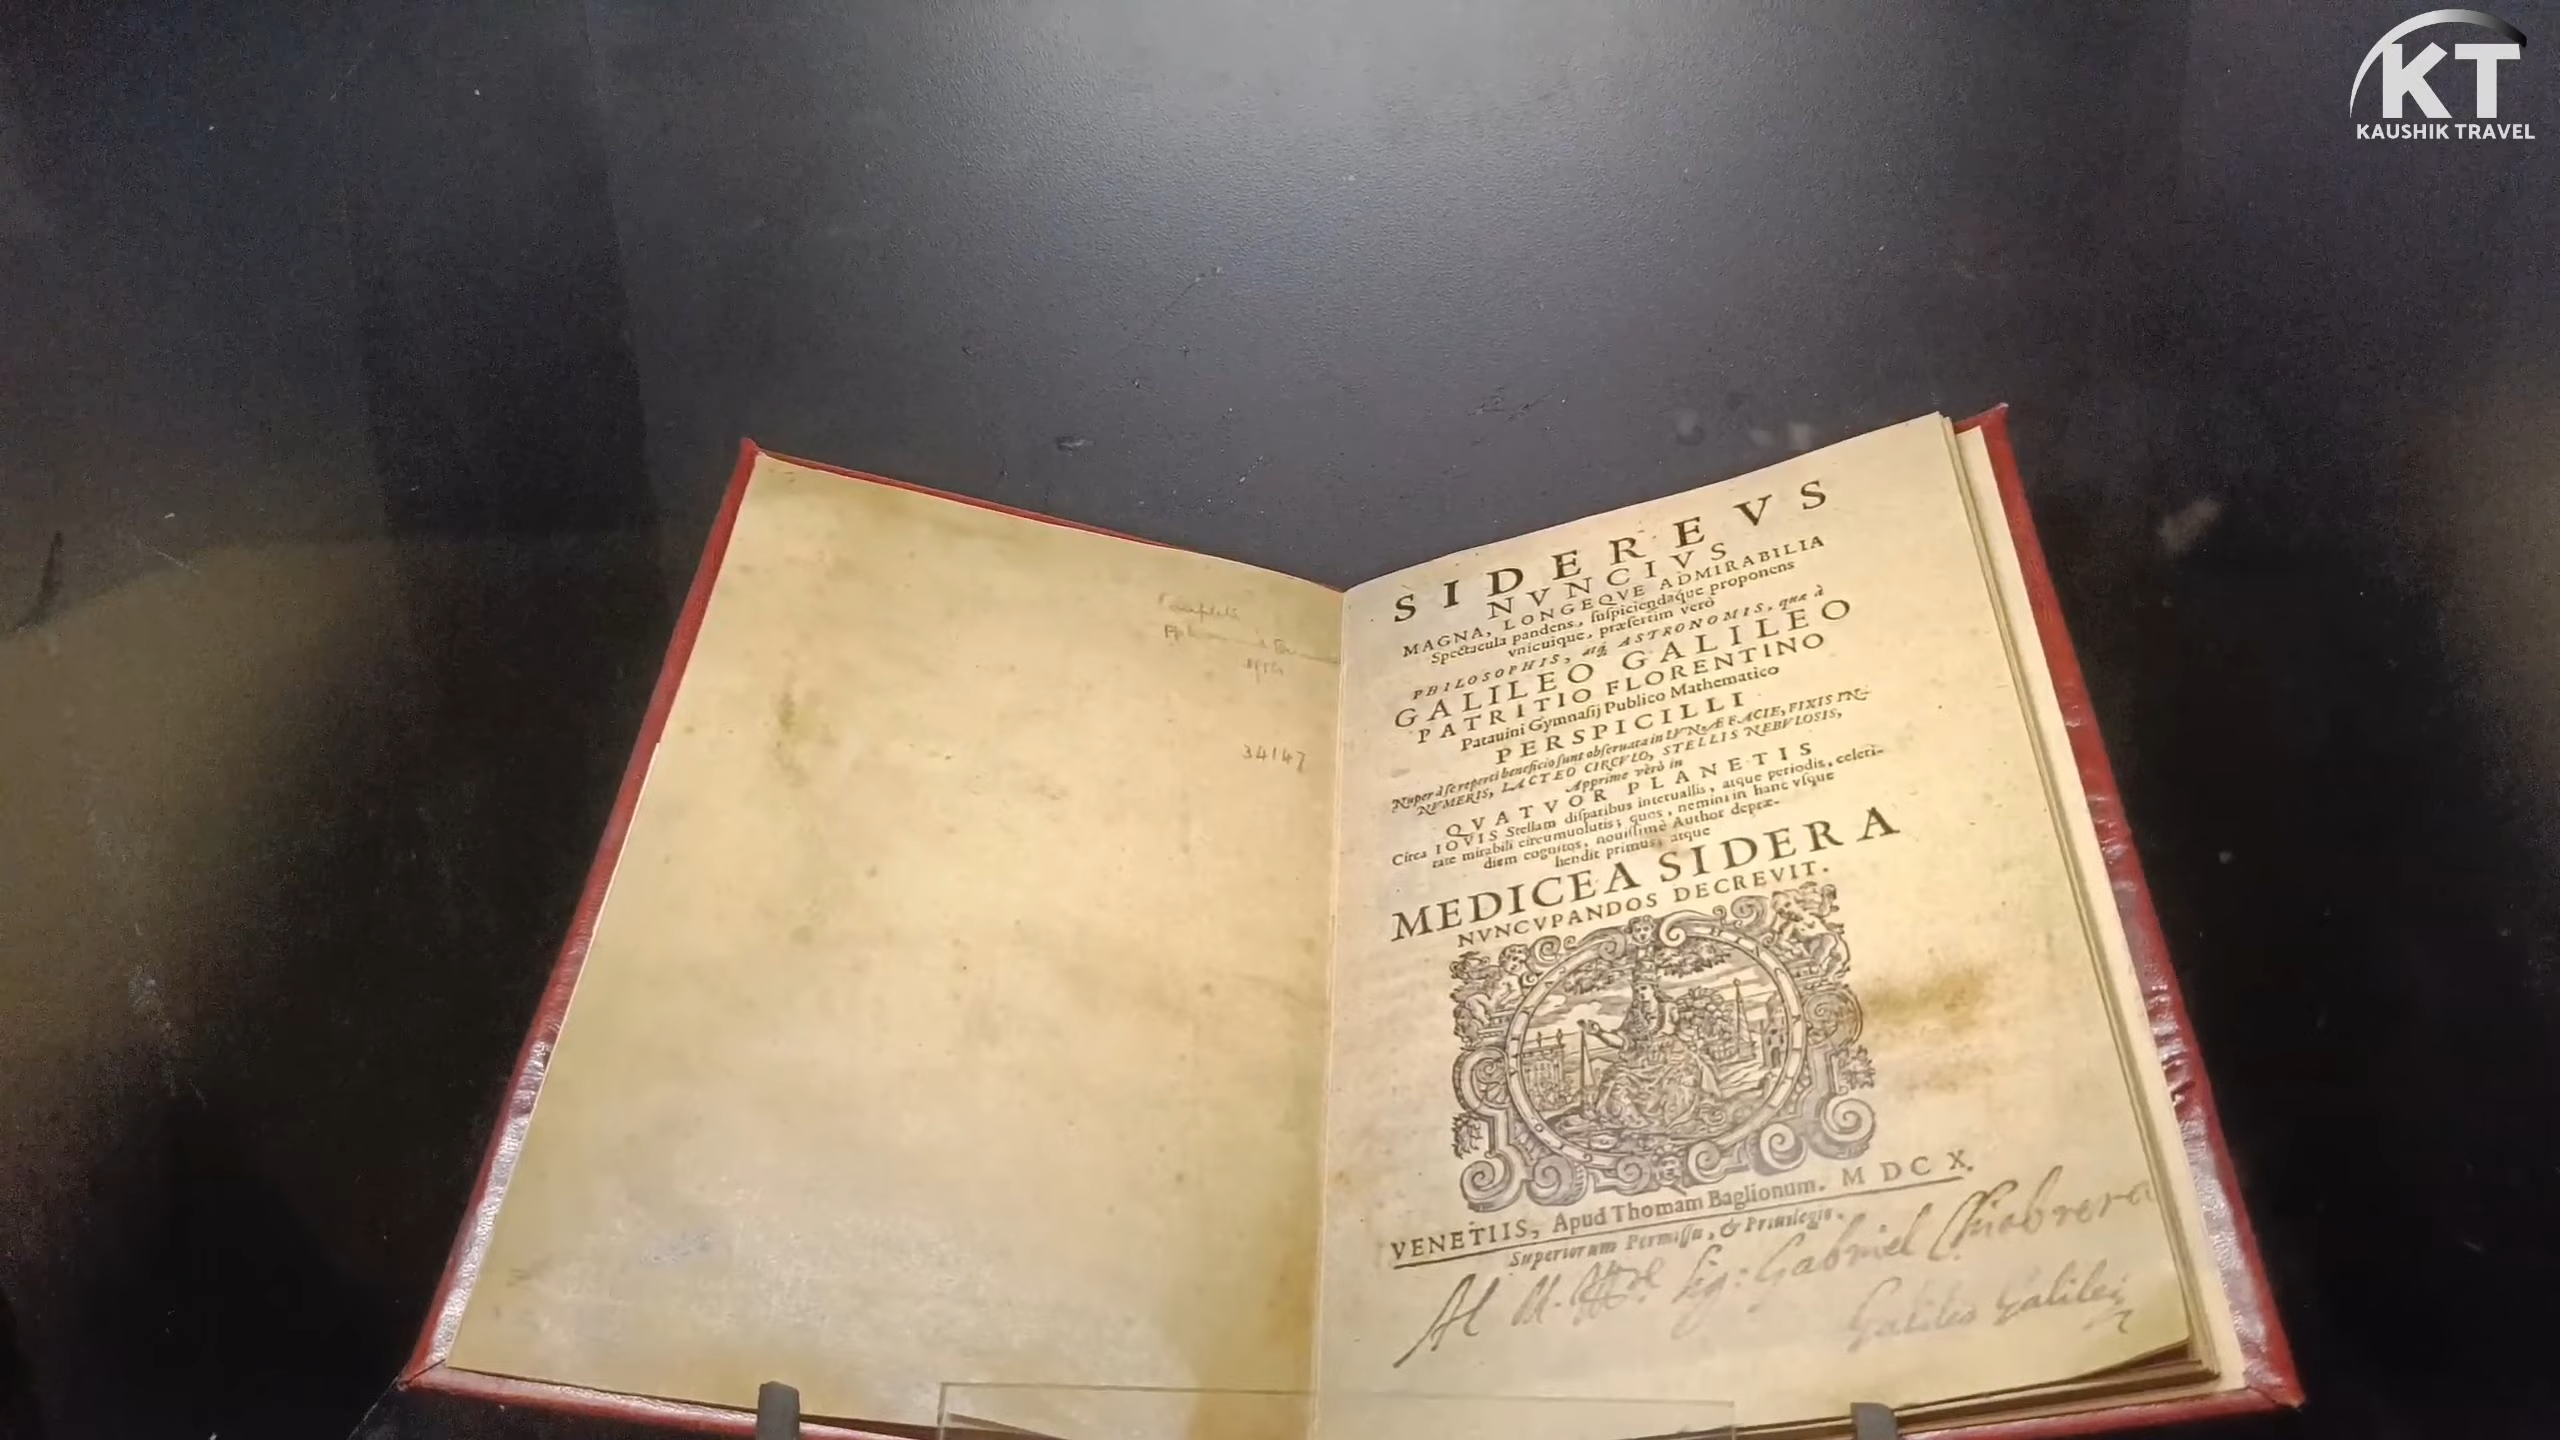 KT
KAUSHIK TRAVEL
34147
SIDEREVS
NVNCIVS
MAGNA, LONGEQVE ADMIRABILIA
Spectacula pandens, ſuſpiciendaque proponens
vnicuique, præſertim verò
PHILOSOPHIS, atq; ASTRONOMIS, quæ à
GALILEO GALILEO
PATRITIO FLORENTINO
Patauini Gymnaſij Publico Mathematico
PERSPICILLI
Nuper à ſe reperti beneficio ſunt obſeruata in LVNÆ FACIE, FIXIS IN-
NVMERIS, LACTEO CIRCVLO, STELLIS NEBVLOSIS,
Apprime verò in
QVATVOR PLANETIS
Circa IOVIS Stellam diſparibus interuallis, atque periodis, celeri-
tate mirabili circumuolutis; quos, nemini in hanc vſque
diem cognitos, nouiſſimè Author depræ-
hendit primus; atque
MEDICEA SIDERA
NVNCVPANDOS DECREVIT.
VENETIIS, Apud Thomam Baglionum. M DC X.
Superiorum Permiſſu, & Priuilegio.
Al M. Sig: Gabriel Chiabrera
Galileo Galilei